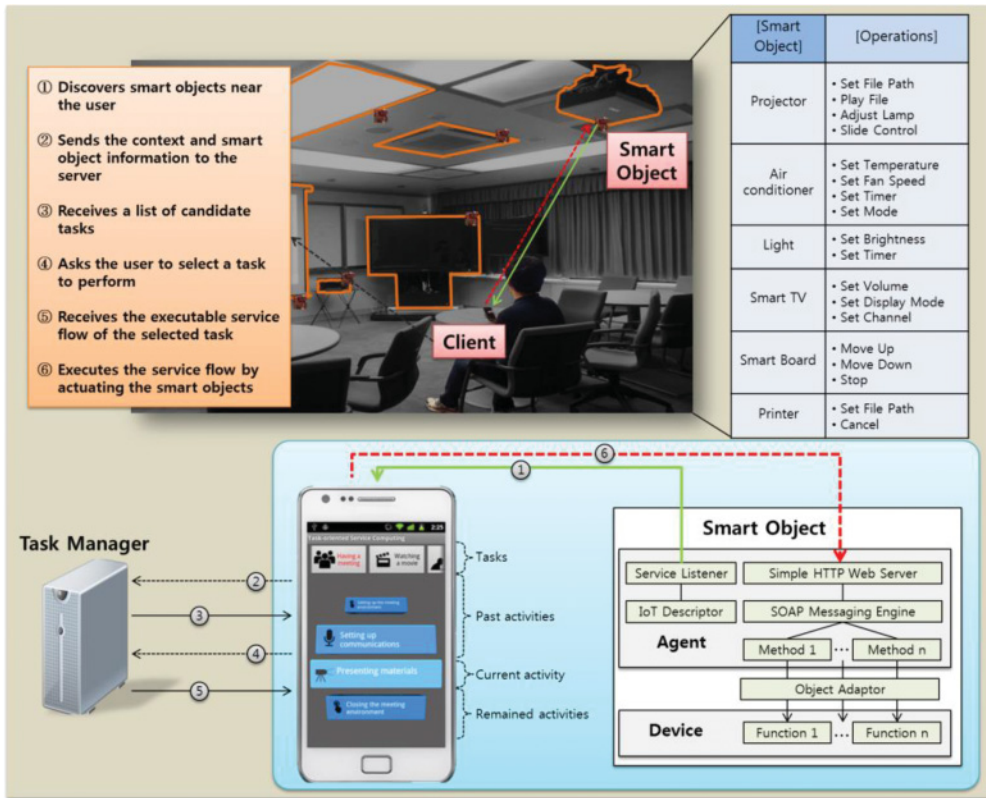 ① Discovers smart objects near
the user
② Sends the context and smart
object information to the
server
③ Receives a list of candidate
tasks
④ Asks the user to select a task
to perform
⑤ Receives the executable service
flow of the selected task
⑥ Executes the service flow by
actuating the smart objects
Smart
Object
Client
[Smart
Object]
[Operations]
Projector
• Set File Path
• Play File
• Adjust Lamp
• Slide Control
Air
conditioner
• Set Temperature
• Set Fan Speed
• Set Timer
• Set Mode
Light
• Set Brightness
• Set Timer
Smart TV
• Set Volume
• Set Display Mode
• Set Channel
Smart Board
• Move Up
• Move Down
• Stop
Printer
• Set File Path
• Cancel
Task Manager
②
③
④
⑤
①
⑥
2:25
Task-oriented Service Computing
Having a
meeting
Watching
a movie
Setting up the meeting
environment
Setting up
communications
Presenting materials
Closing the meeting
environment
Tasks
Past activities
Current activity
Remained activities
Smart Object
Service Listener
Simple HTTP Web Server
IoT Descriptor
SOAP Messaging Engine
Agent
Method 1
...
Method n
Object Adaptor
Device
Function 1
...
Function n